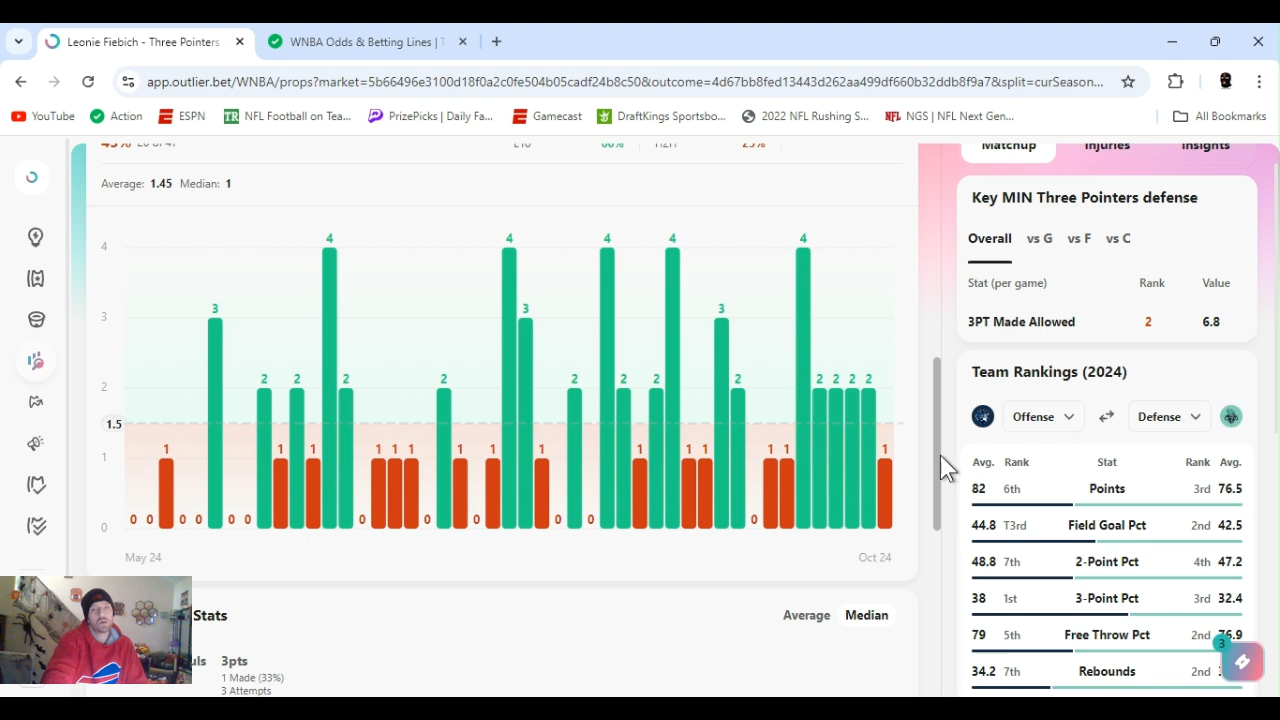 Leonie Fiebich - Three Pointers
WNBA Odds & Betting Lines | T
app.outlier.bet/WNBA/props?market=5b66496e3100d18f0a2c0fe504b05cadf24b8c50&outcome=4d67bb8fed13443d262aa499df660b32ddb8f9a7&split=curSeason...
YouTube Action ESPN NFL Football on Tea... PrizePicks | Daily Fa... Gamecast DraftKings Sportsbo... 2022 NFL Rushing S... NGS | NFL Next Gen... All Bookmarks
L10 60% H2H 25%
Matchup Injuries Insights
Average: 1.45 Median: 1
Key MIN Three Pointers defense
Overall vs G vs F vs C
Stat (per game) Rank Value
3PT Made Allowed 2 6.8
4
3
2
1.5
1
0
0 0 1 0 0 3 0 0 2 1 2 1 4 2 0 1 1 1 0 2 1 0 1 4 3 1 0 2 0 4 2 1 2 4 1 1 3 2 0 1 1 4 2 2 2 2 1
May 24 Oct 24
Team Rankings (2024)
Offense Defense
Avg. Rank Stat Rank Avg.
82 6th Points 3rd 76.5
44.8 T3rd Field Goal Pct 2nd 42.5
48.8 7th 2-Point Pct 4th 47.2
38 1st 3-Point Pct 3rd 32.4
79 5th Free Throw Pct 2nd
3
34.2 7th Rebounds 2nd
Stats
Average Median
3pts
1 Made (33%)
3 Attempts